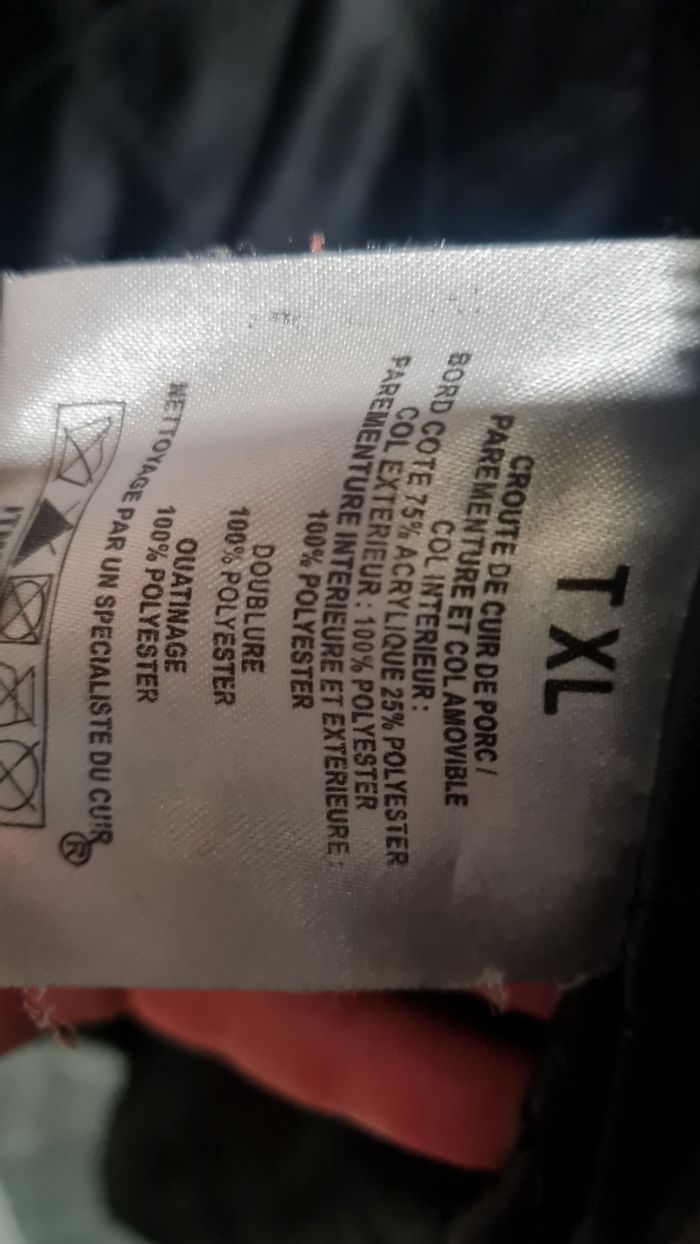 T XL
CROUTE DE CUIR DE PORC /
PAREMENTURE ET COL AMOVIBLE
COL INTERIEUR :
BORD COTE 75% ACRYLIQUE 25% POLYESTER
COL EXTERIEUR : 100% POLYESTER
PAREMENTURE INTERIEURE ET EXTERIEURE :
100% POLYESTER
DOUBLURE
100% POLYESTER
OUATINAGE
100% POLYESTER
NETTOYAGE PAR UN SPECIALISTE DU CUIR
®